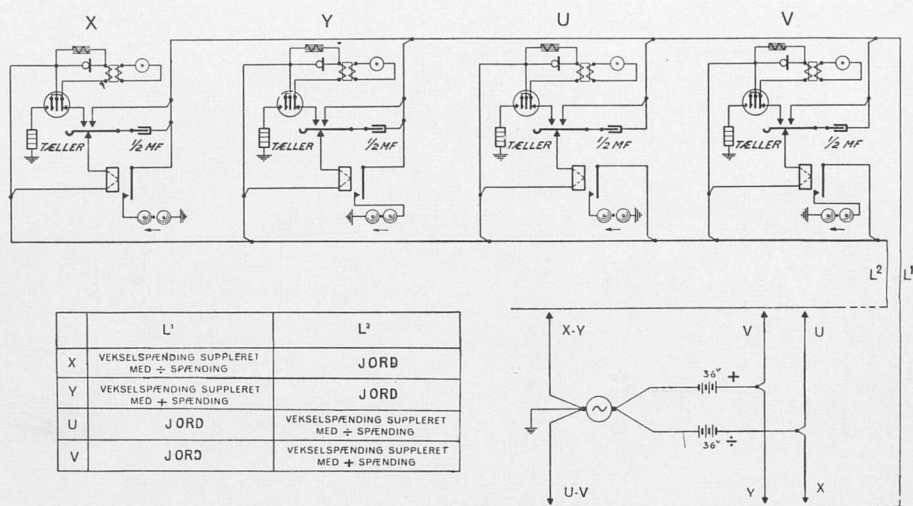 X Y U V
TÆLLER ½ MF TÆLLER ½ MF TÆLLER ½ MF TÆLLER ½ MF
L² L¹
L¹ L²
X VEKSELSPÆNDING SUPPLERET MED ÷ SPÆNDING JORD
Y VEKSELSPÆNDING SUPPLERET MED + SPÆNDING JORD
U JORD VEKSELSPÆNDING SUPPLERET MED ÷ SPÆNDING
V JORD VEKSELSPÆNDING SUPPLERET MED + SPÆNDING
X-Y V U
36ᵛ +
36ᵛ ÷
U-V Y X